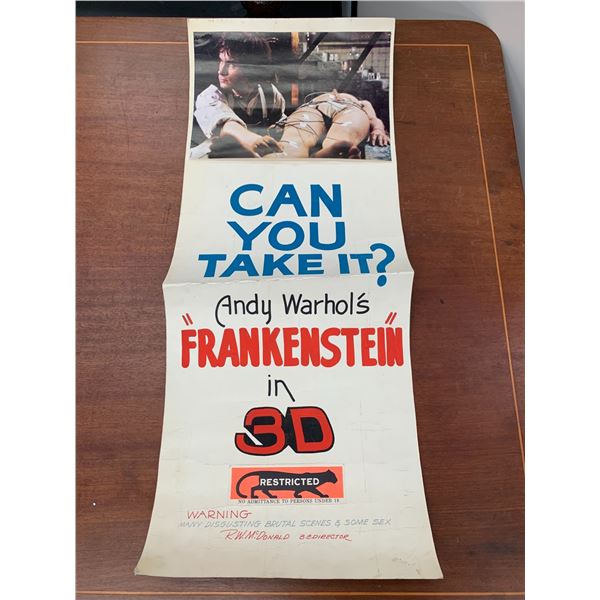 CAN
YOU
TAKE IT?
Andy Warhol's
"FRANKENSTEIN"
in
3D
RESTRICTED
NO ADMITTANCE TO PERSONS UNDER 18
WARNING
MANY DISGUSTING BRUTAL SCENES & SOME SEX
R.W. McDONALD B.C. DIRECTOR